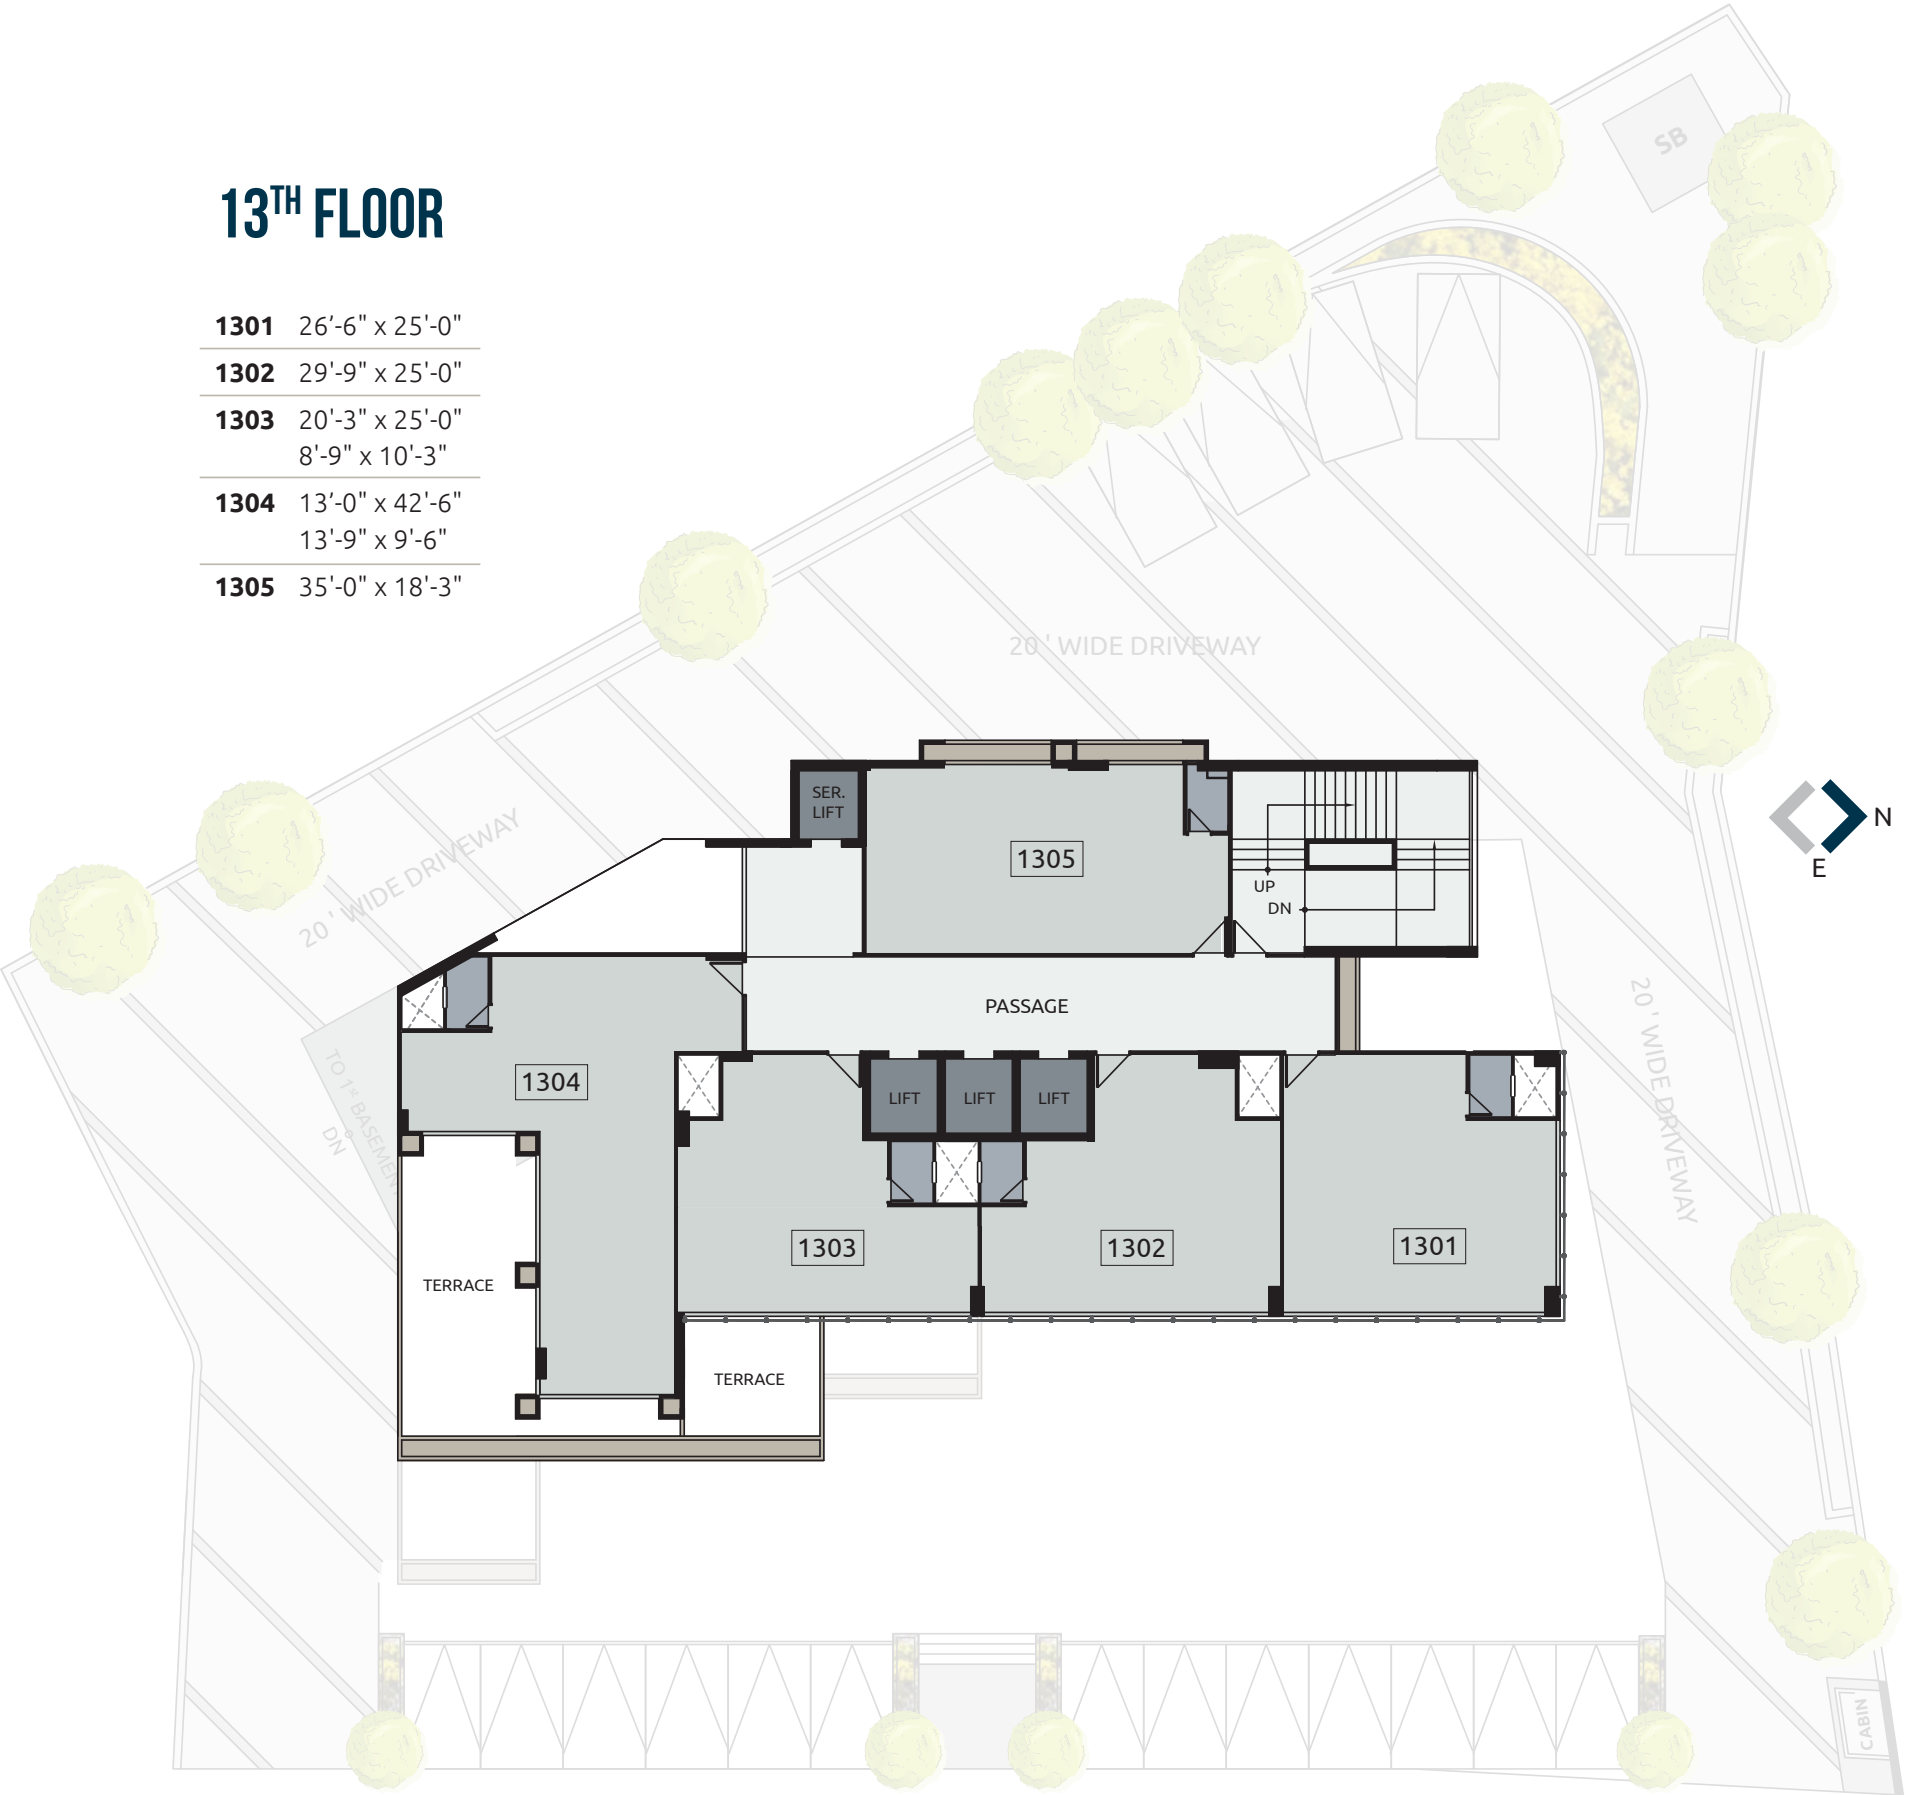 13TH FLOOR
1301 26’-6" x 25'-0"
1302 29'-9" x 25'-0"
1303 20'-3" x 25'-0"
8'-9" x 10'-3"
1304 13’-0" x 42'-6"
13'-9" x 9'-6"
1305 35'-0" x 18'-3"
SB
20 ' WIDE DRIVEWAY
SER.
LIFT
20 ' WIDE DRIVEWAY
1305
N
E
UP
DN
20 ' WIDE DRIVEWAY
PASSAGE
TO 1st BASEMENT
DN
1304
LIFT
LIFT
LIFT
1303
1302
1301
TERRACE
TERRACE
CABIN